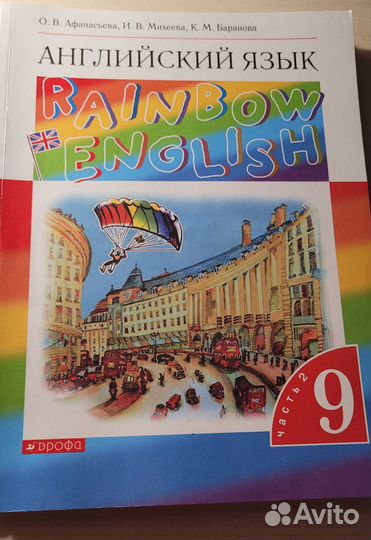 О. В. Афанасьева, И. В. Михеева, К. М. Баранова
АНГЛИЙСКИЙ ЯЗЫК
RAINBOW
ENGLISH
часть 2
9
дрофа
Avito